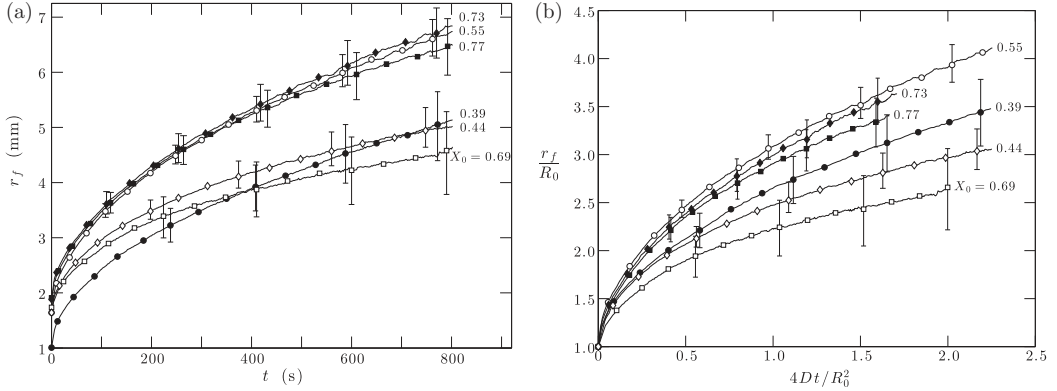 (a)
7
6
5
4
3
2
1
r_f (mm)
0.73
0.55
0.77
0.39
0.44
X_0 = 0.69
0 200 400 600 800
t (s)
(b)
4.5
4.0
3.5
3.0
2.5
2.0
1.5
1.0
r_f
R_0
0.55
0.73
0.77
0.39
0.44
X_0 = 0.69
0 0.5 1.0 1.5 2.0 2.5
4Dt/R_0^2